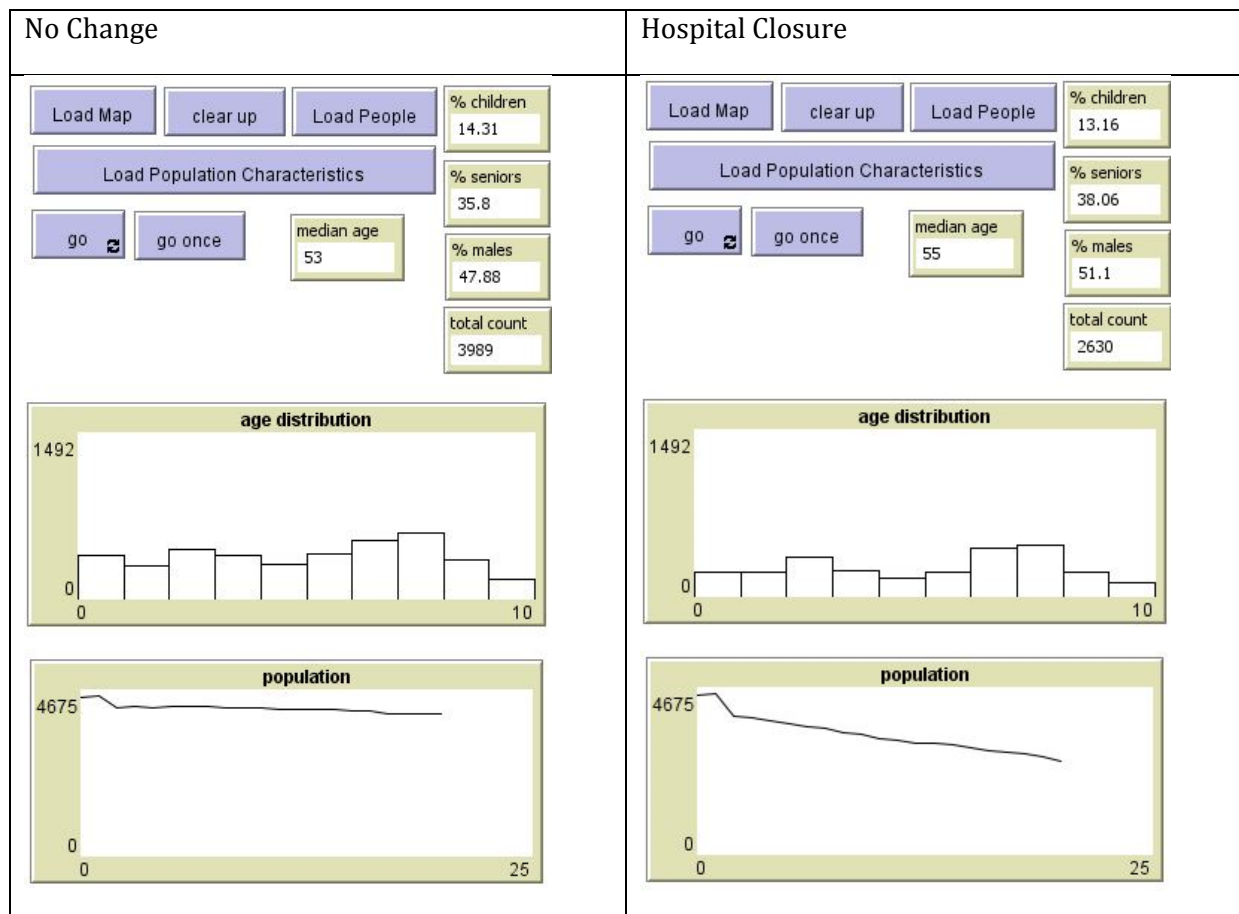 No Change
Load Map
clear up
Load People
% children
14.31
Load Population Characteristics
% seniors
35.8
go
go once
median age
53
% males
47.88
total count
3989
age distribution
1492
0
0
10
population
4675
0
0
25
Hospital Closure
Load Map
clear up
Load People
% children
13.16
Load Population Characteristics
% seniors
38.06
go
go once
median age
55
% males
51.1
total count
2630
age distribution
1492
0
0
10
population
4675
0
0
25